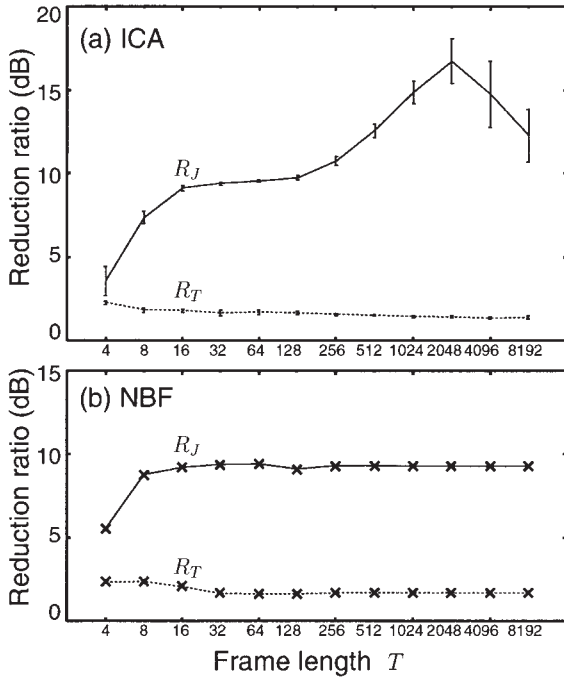 20
(a) ICA
15
10
5
0
Reduction ratio (dB)
R_J
R_T
4 8 16 32 64 128 256 512 1024 2048 4096 8192
15
(b) NBF
10
5
0
Reduction ratio (dB)
R_J
R_T
4 8 16 32 64 128 256 512 1024 2048 4096 8192
Frame length T